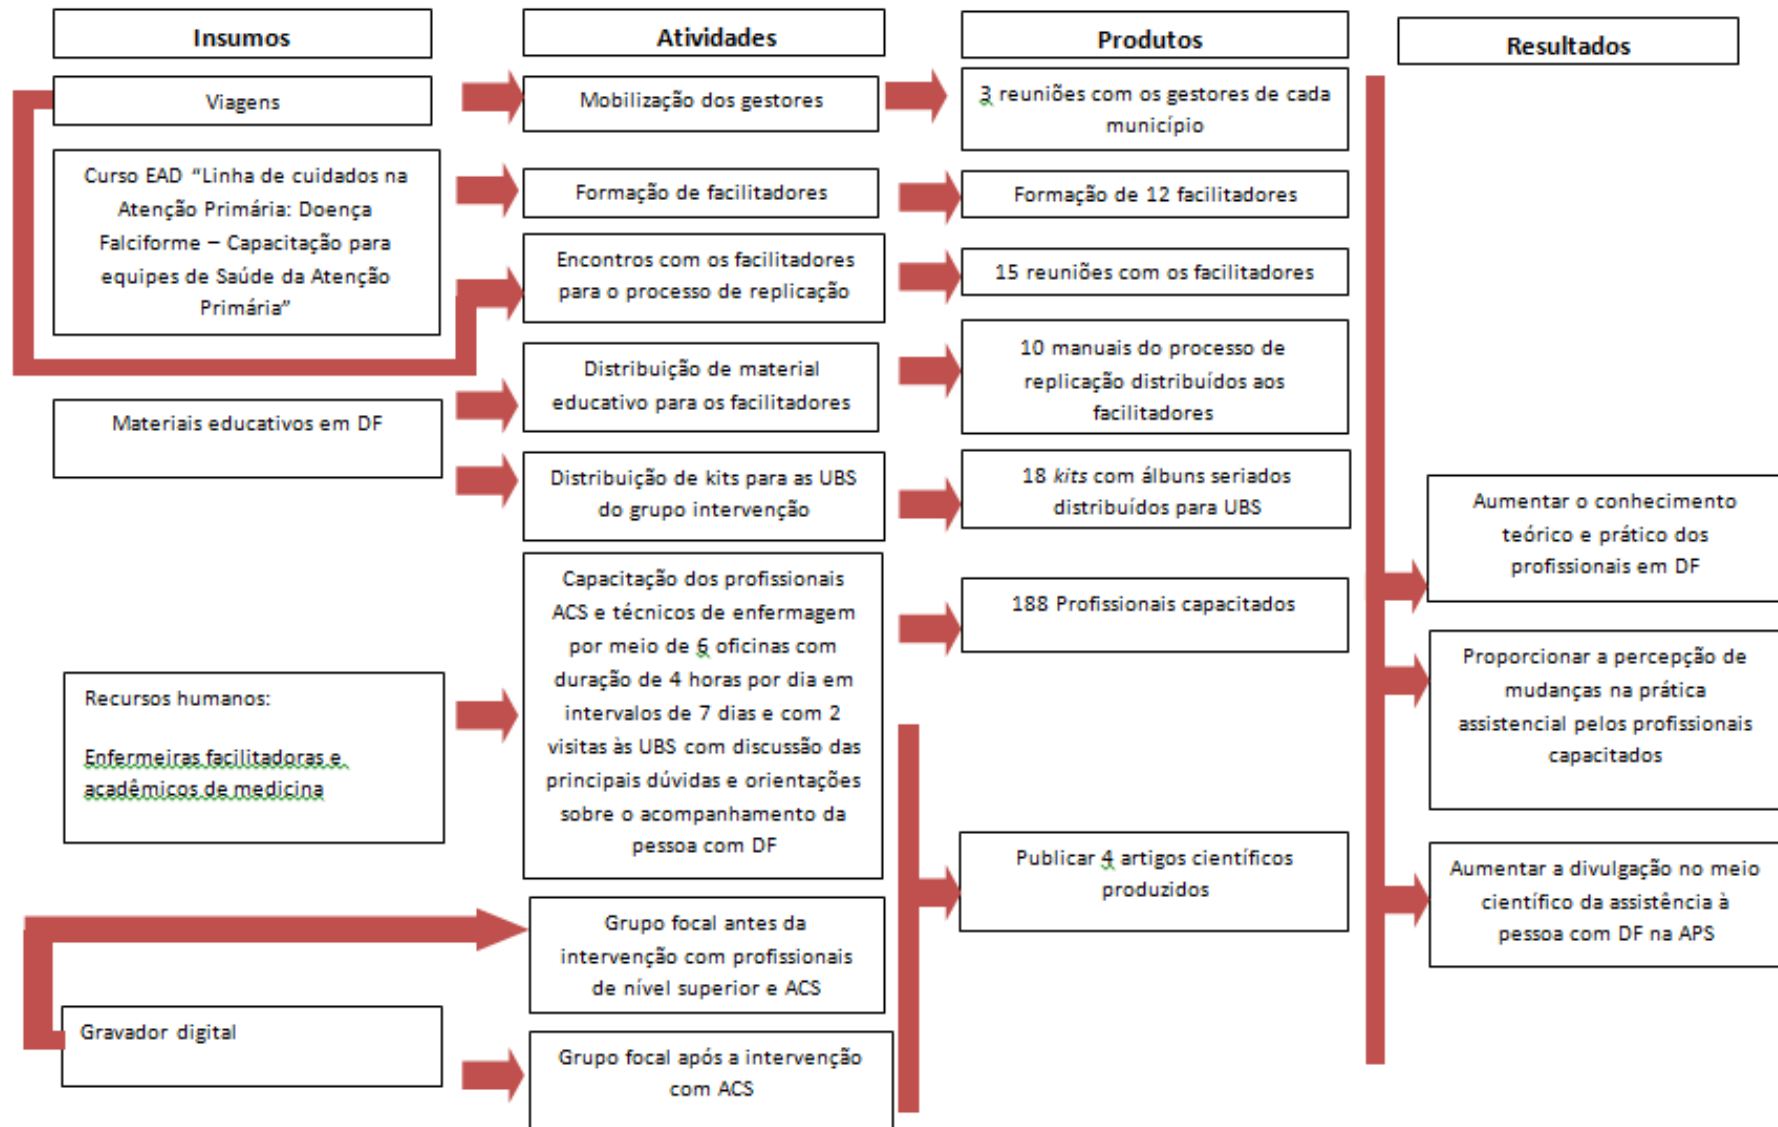 Insumos
Viagens
Curso EAD “Linha de cuidados na
Atenção Primária: Doença
Falciforme – Capacitação para
equipes de Saúde da Atenção
Primária”
Materiais educativos em DF
Recursos humanos:
Enfermeiras facilitadoras e
acadêmicos de medicina
Gravador digital
Atividades
Mobilização dos gestores
Formação de facilitadores
Encontros com os facilitadores
para o processo de replicação
Distribuição de material
educativo para os facilitadores
Distribuição de kits para as UBS
do grupo intervenção
Capacitação dos profissionais
ACS e técnicos de enfermagem
por meio de 6 oficinas com
duração de 4 horas por dia em
intervalos de 7 dias e com 2
visitas às UBS com discussão das
principais dúvidas e orientações
sobre o acompanhamento da
pessoa com DF
Grupo focal antes da
intervenção com profissionais
de nível superior e ACS
Grupo focal após a intervenção
com ACS
Produtos
3 reuniões com os gestores de cada
município
Formação de 12 facilitadores
15 reuniões com os facilitadores
10 manuais do processo de
replicação distribuídos aos
facilitadores
18 kits com álbuns seriados
distribuídos para UBS
188 Profissionais capacitados
Publicar 4 artigos científicos
produzidos
Resultados
Aumentar o conhecimento
teórico e prático dos
profissionais em DF
Proporcionar a percepção de
mudanças na prática
assistencial pelos profissionais
capacitados
Aumentar a divulgação no meio
científico da assistência à
pessoa com DF na APS